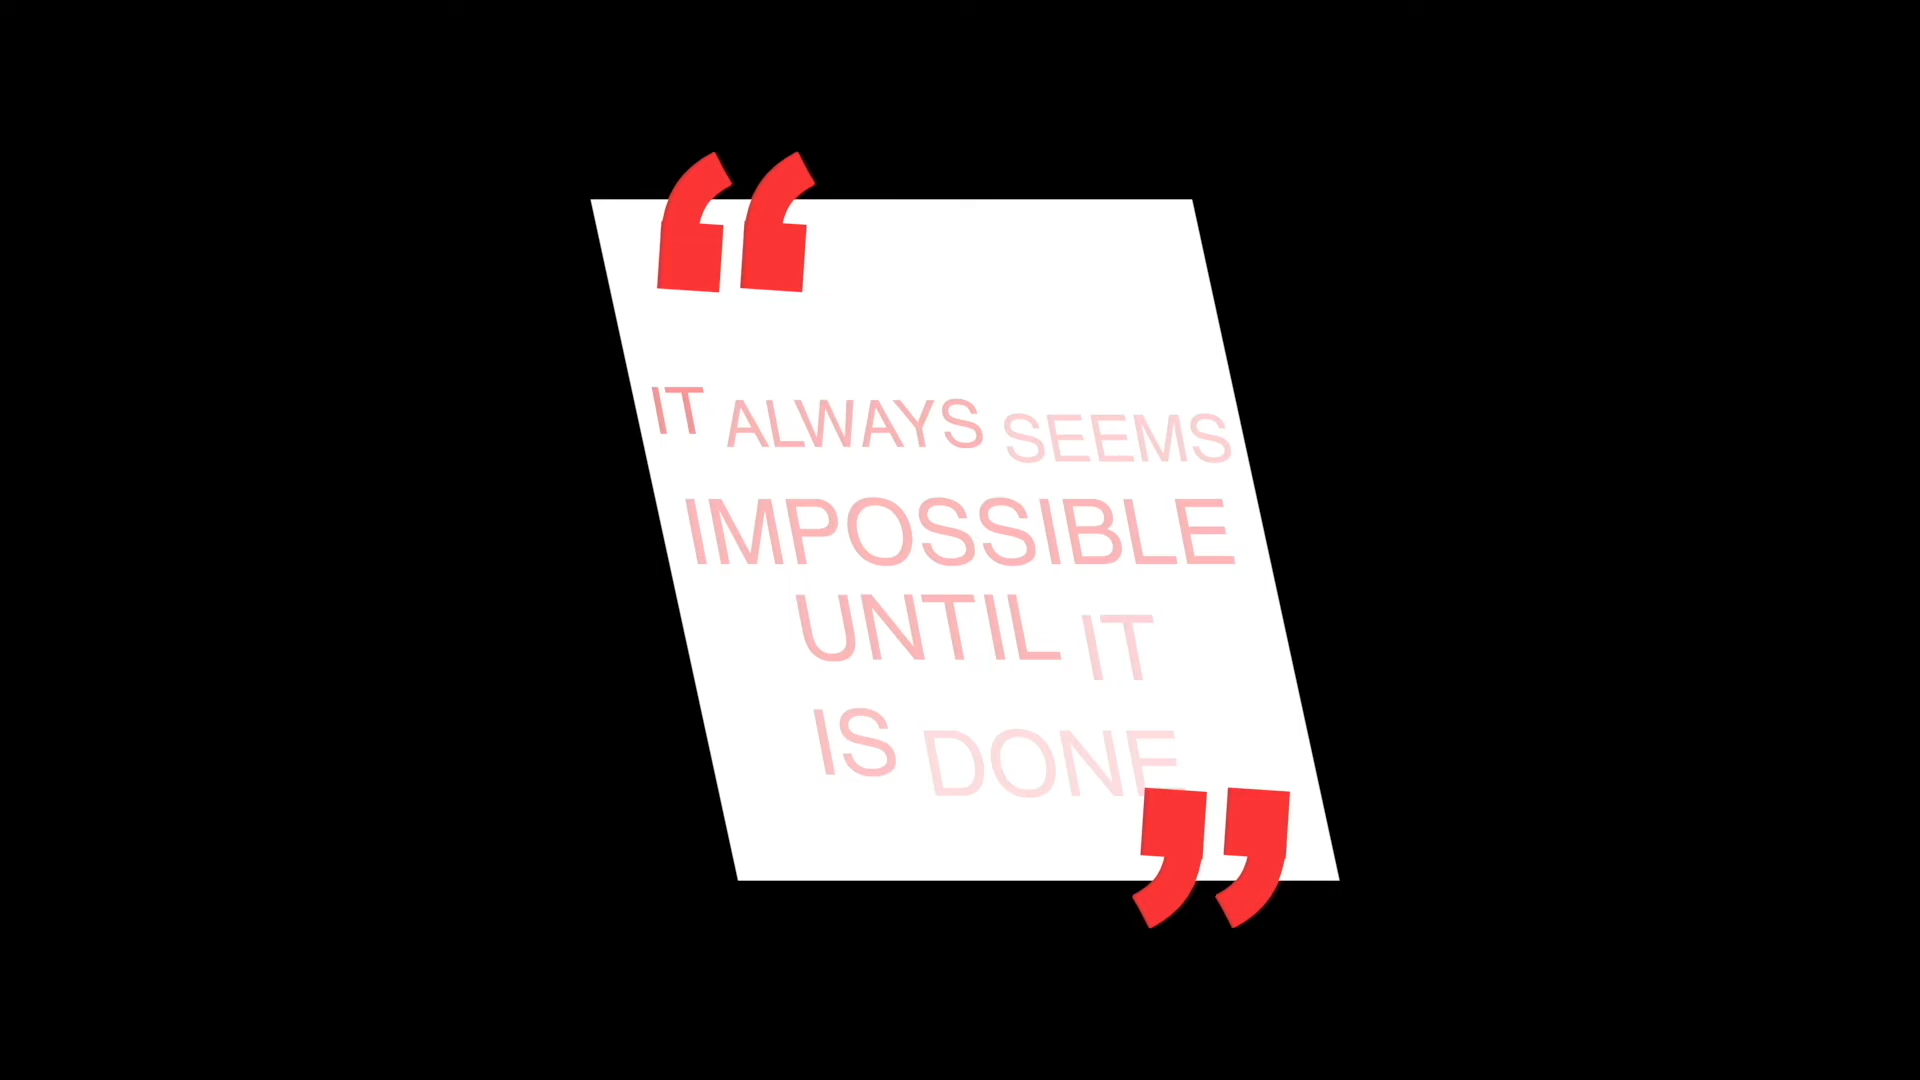 “
IT ALWAYS SEEMS
IMPOSSIBLE
UNTIL IT
IS DONE
”